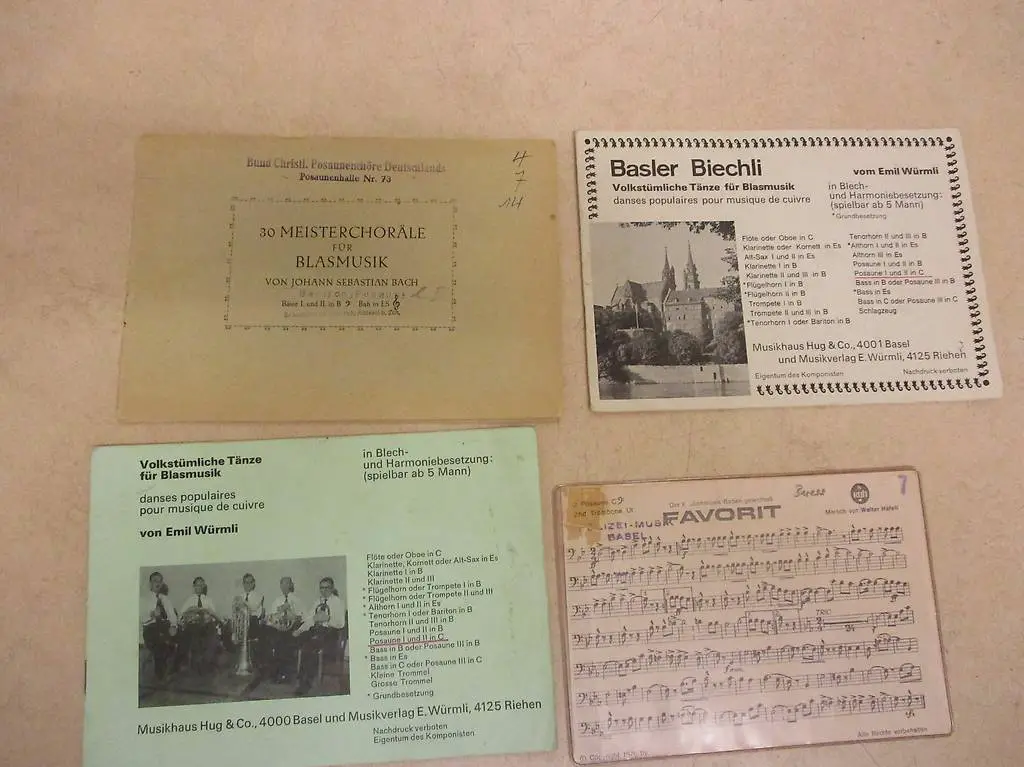 Bund Christl. Posaunenchöre Deutschlands
Posaunenhalle Nr. 73
4
7
14
30 MEISTERCHORÄLE
FÜR
BLASMUSIK
VON JOHANN SEBASTIAN BACH
Bässe I und II in B Baß in ES
Basler Biechli
vom Emil Würmli
Volkstümliche Tänze für Blasmusik
danses populaires pour musique de cuivre
in Blech-
und Harmoniebesetzung:
(spielbar ab 5 Mann)
*Grundbesetzung
Flöte oder Oboe in C
Klarinette oder Kornett in Es
Alt-Sax I und II in Es
Klarinette I in B
Klarinette II und III in B
*Flügelhorn I in B
*Flügelhorn II in B
Trompete I in B
Trompete II und III in B
*Tenorhorn I oder Bariton in B
Tenorhorn II und III in B
*Althorn I und II in Es
Althorn III in Es
Posaune I und II in B
Posaune I und II in C
Bass in B oder Posaune III in B
*Bass in Es
Bass in C oder Posaune III in C
Schlagzeug
Musikhaus Hug & Co., 4001 Basel
und Musikverlag E. Würmli, 4125 Riehen
Eigentum des Komponisten
Nachdruck verboten
Volkstümliche Tänze
für Blasmusik
danses populaires
pour musique de cuivre
von Emil Würmli
in Blech-
und Harmoniebesetzung:
(spielbar ab 5 Mann)
Flöte oder Oboe in C
Klarinette, Kornett oder Alt-Sax in Es
Klarinette I in B
Klarinette II und III
* Flügelhorn oder Trompete I in B
* Flügelhorn oder Trompete II und III
* Althorn I und II in Es
* Tenorhorn I oder Bariton in B
Tenorhorn II und III in B
Posaune I und II in B
Posaune I und II in C
Bass in B oder Posaune III in B
* Bass in Es
Bass in C oder Posaune III in C
Kleine Trommel
Grosse Trommel
* Grundbesetzung
Musikhaus Hug & Co., 4000 Basel und Musikverlag E. Würmli, 4125 Riehen
Nachdruck verboten
Eigentum des Komponisten
2. Posaune C
2nd Trombone Ut
FAVORIT
7
Marsch von Walter Häfeli
BASEL
TRIO
Alle Rechte vorbehalten